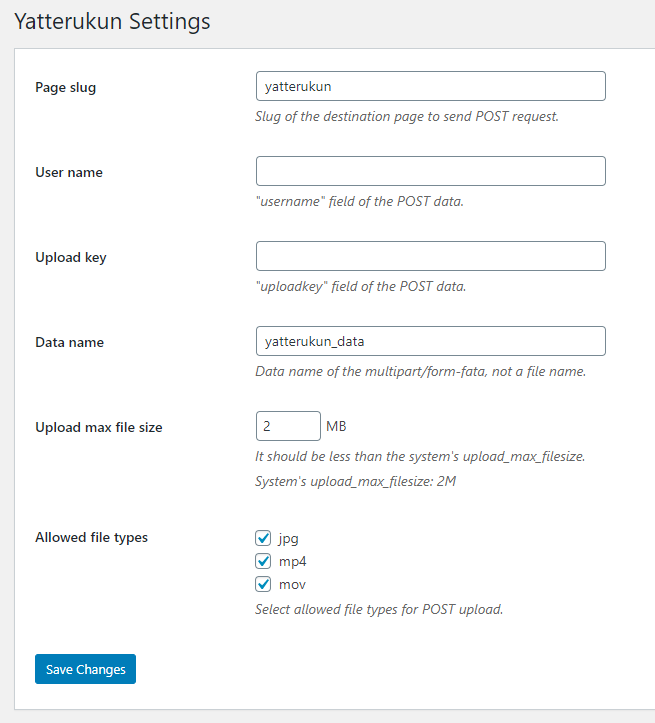 Yatterukun Settings
Page slug
yatterukun
Slug of the destination page to send POST request.
User name
"username" field of the POST data.
Upload key
"uploadkey" field of the POST data.
Data name
yatterukun_data
Data name of the multipart/form-fata, not a file name.
Upload max file size
2 MB
It should be less than the system's upload_max_filesize.
System's upload_max_filesize: 2M
Allowed file types
jpg
mp4
mov
Select allowed file types for POST upload.
Save Changes